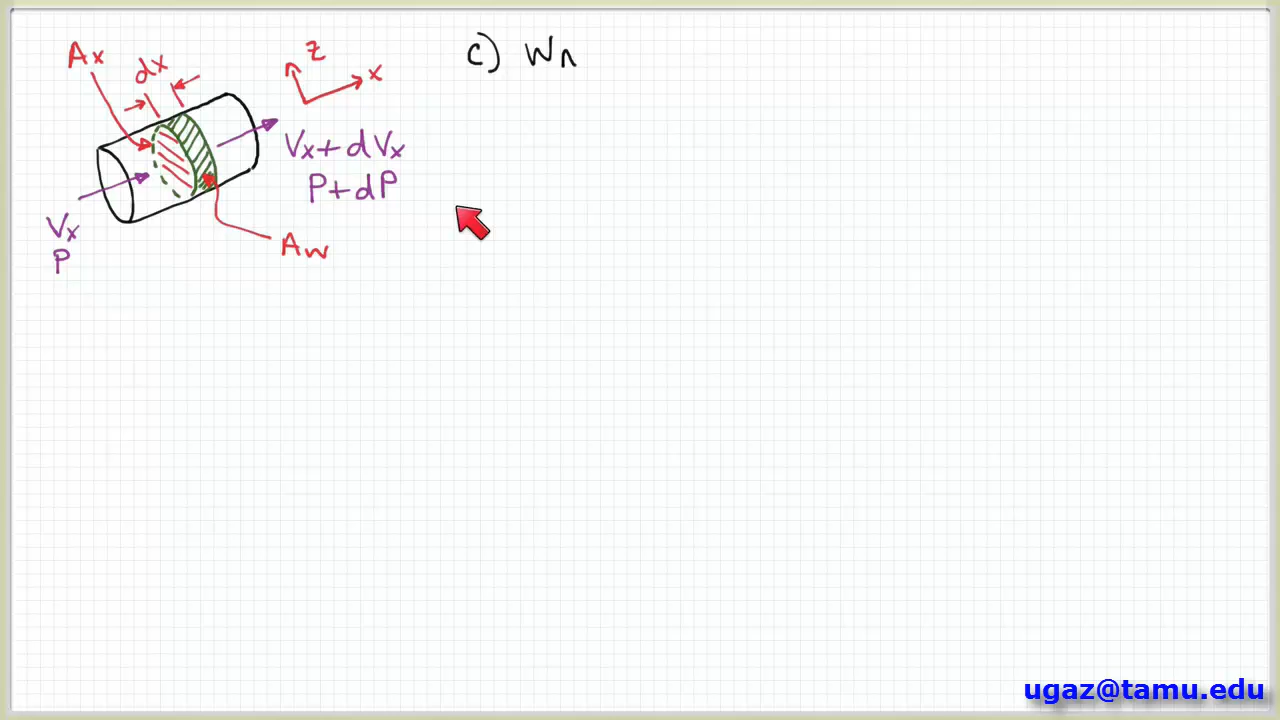 Ax
dx
z
x
c) Wn
Vx + dVx
P + dP
Vx
P
Aw
ugaz@tamu.edu